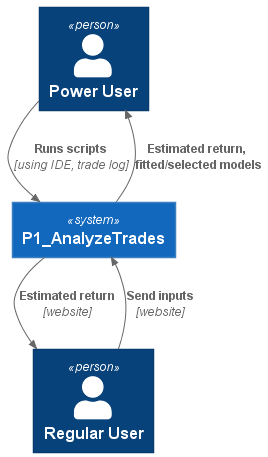 «person»
Power User
Runs scripts
[using IDE, trade log]
Estimated return,
fitted/selected models
«system»
P1_AnalyzeTrades
Estimated return
[website]
Send inputs
[website]
«person»
Regular User